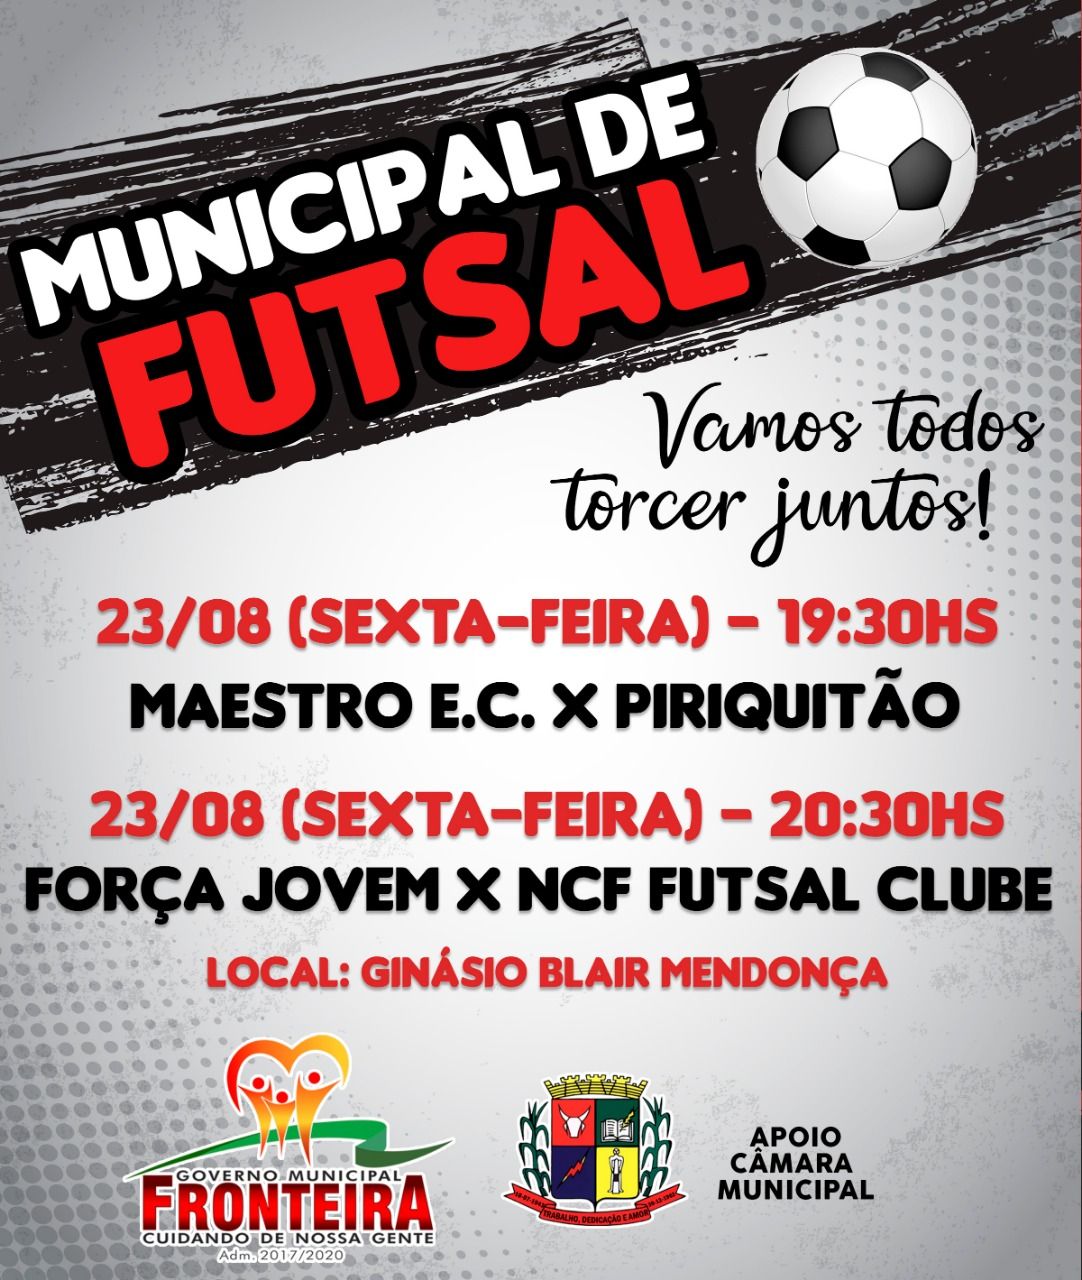 MUNICIPAL DE
FUTSAL
Vamos todos
torcer juntos!
23/08 (SEXTA-FEIRA) - 19:30HS
MAESTRO E.C. X PIRIQUITÃO
23/08 (SEXTA-FEIRA) - 20:30HS
FORÇA JOVEM X NCF FUTSAL CLUBE
LOCAL: GINÁSIO BLAIR MENDONÇA
GOVERNO MUNICIPAL
FRONTEIRA
CUIDANDO DE NOSSA GENTE
Adm. 2017/2020
TRABALHO, DEDICAÇÃO E AMOR
APOIO
CÂMARA
MUNICIPAL